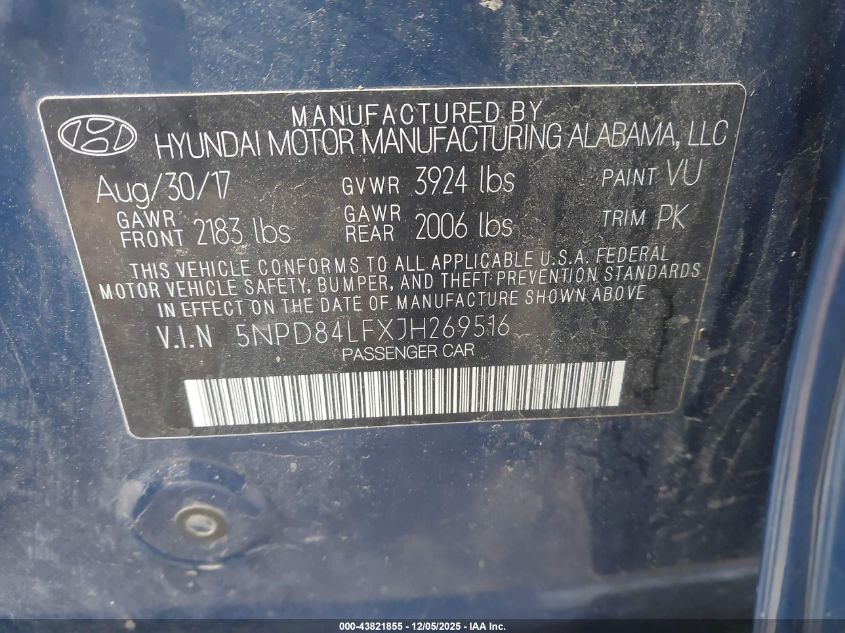 MANUFACTURED BY
HYUNDAI MOTOR MANUFACTURING ALABAMA, LLC
Aug/30/17 GVWR 3924 lbs PAINT VU
GAWR FRONT 2183 lbs GAWR REAR 2006 lbs TRIM PK
THIS VEHICLE CONFORMS TO ALL APPLICABLE U.S.A. FEDERAL
MOTOR VEHICLE SAFETY, BUMPER, AND THEFT PREVENTION STANDARDS
IN EFFECT ON THE DATE OF MANUFACTURE SHOWN ABOVE.
V.I.N 5NPD84LFXJH269516
PASSENGER CAR
000-43821855 - 12/05/2025 - IAA Inc.